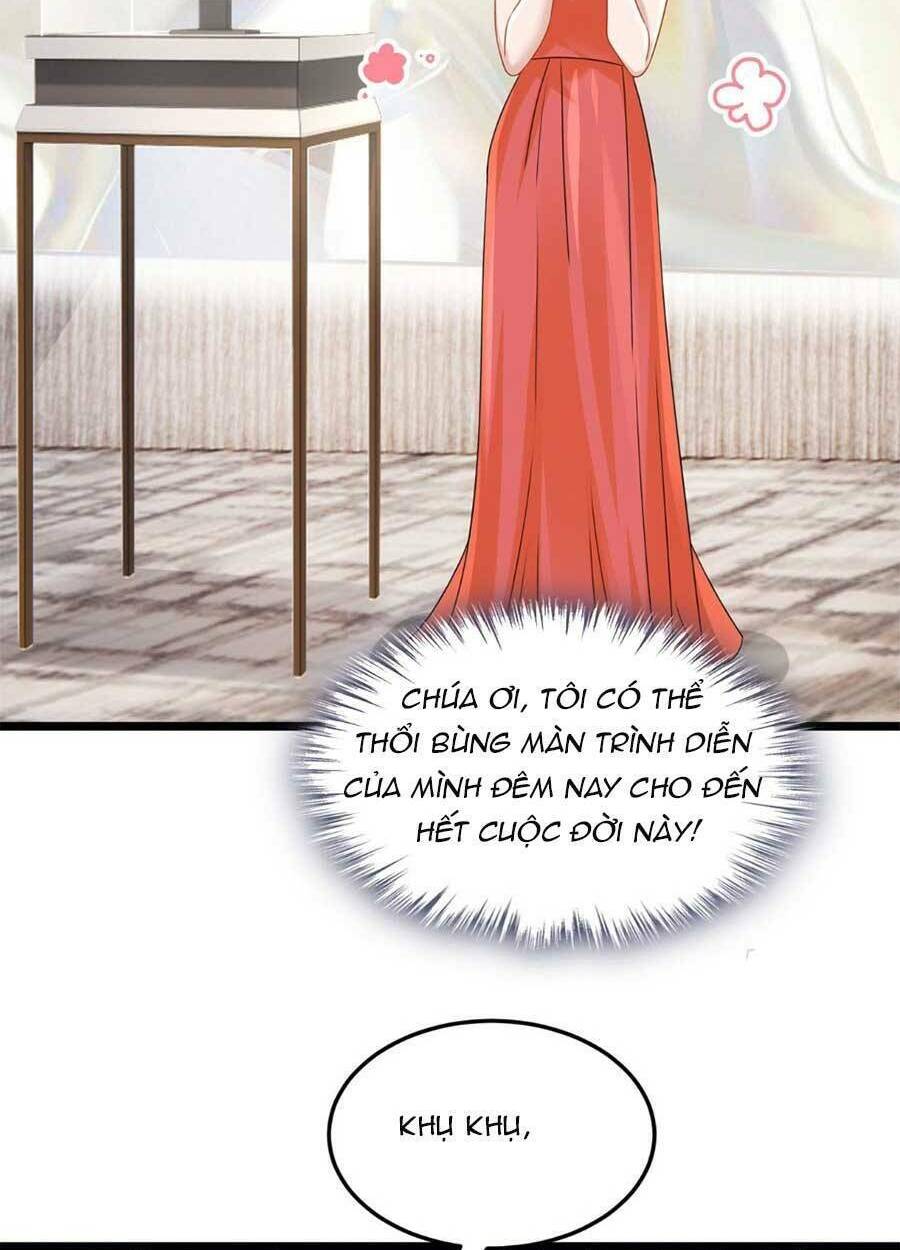 CHÚA ƠI, TÔI CÓ THỂ
THỔI BÙNG MÀN TRÌNH DIỄN
CỦA MÌNH ĐÊM NAY CHO ĐẾN
HẾT CUỘC ĐỜI NÀY!
KHỤ KHỤ,